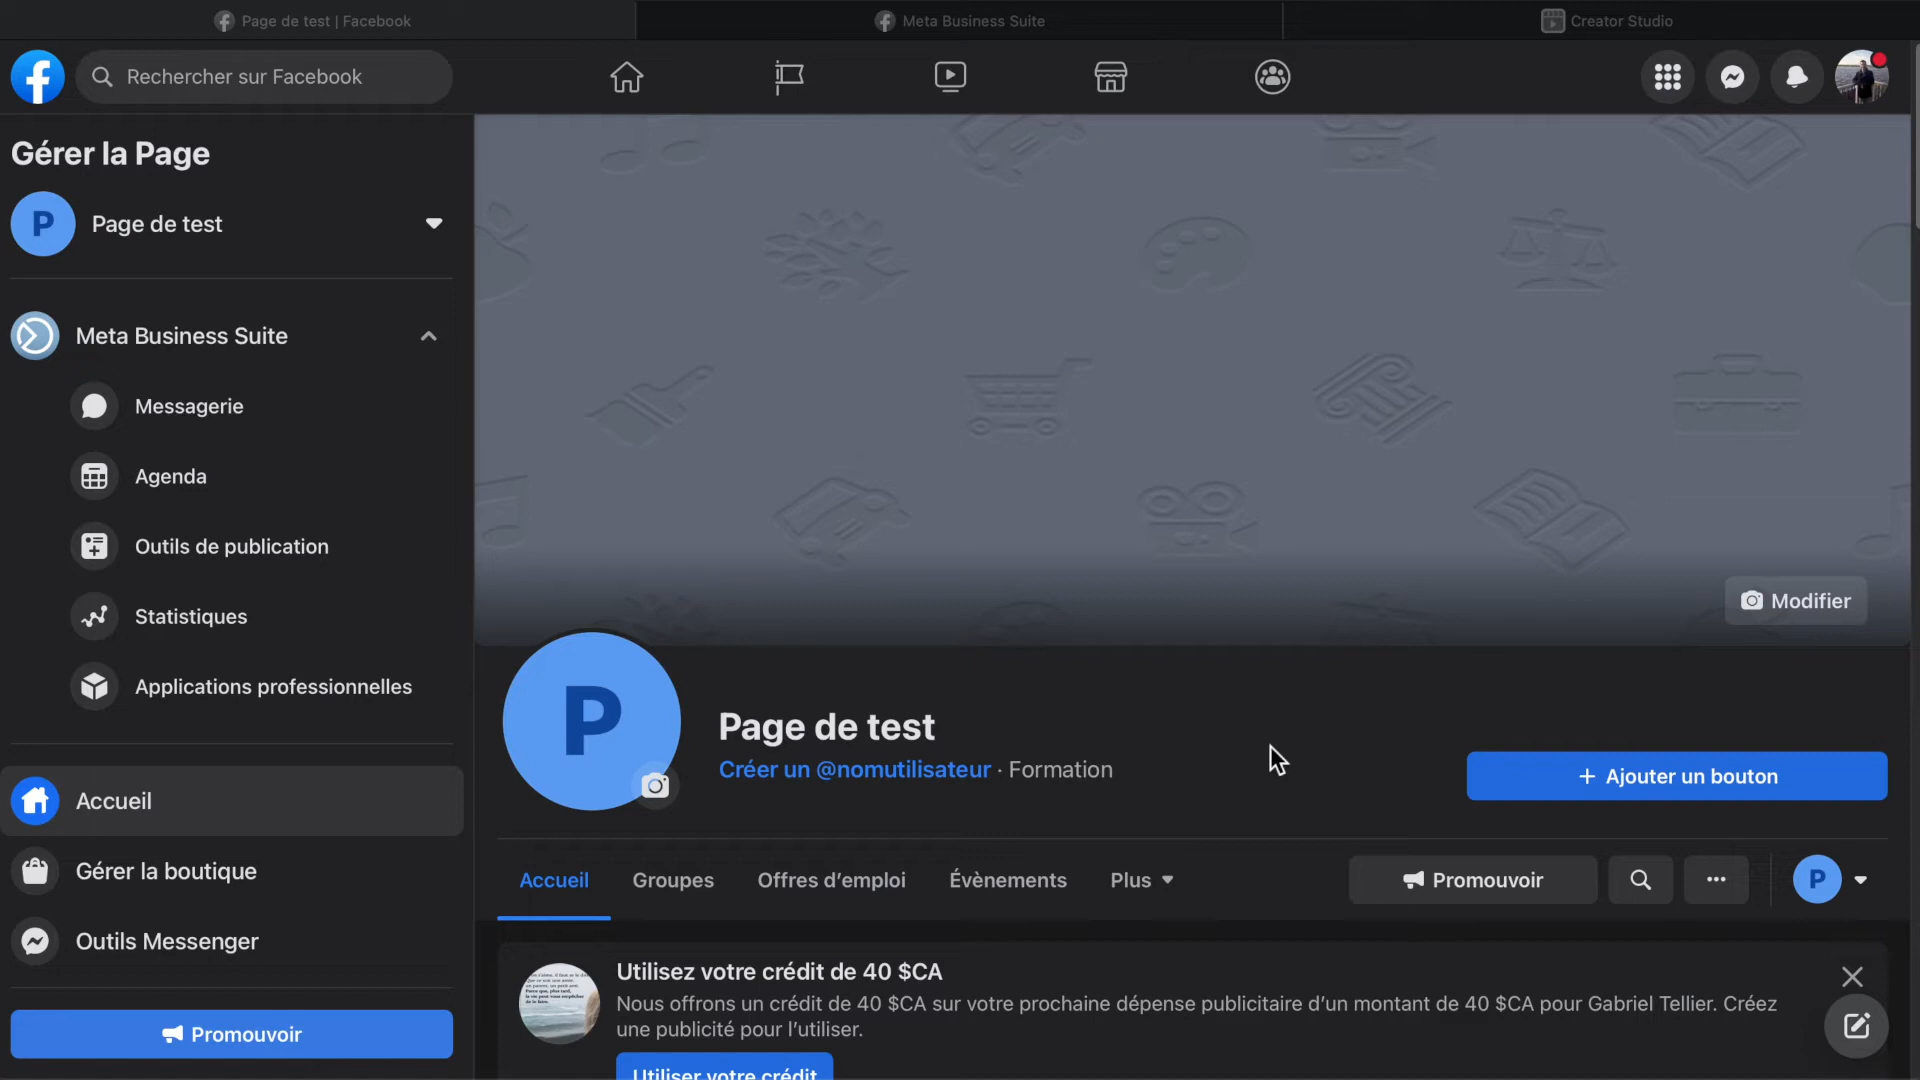 Page de test | Facebook
Meta Business Suite
Creator Studio
Rechercher sur Facebook
Gérer la Page
P
Page de test
Meta Business Suite
Messagerie
Agenda
Outils de publication
Statistiques
Applications professionnelles
Accueil
Gérer la boutique
Outils Messenger
Promouvoir
Modifier
P
Page de test
Créer un @nomutilisateur · Formation
+ Ajouter un bouton
Accueil
Groupes
Offres d’emploi
Évènements
Plus
Promouvoir
P
Utilisez votre crédit de 40 $CA
Nous offrons un crédit de 40 $CA sur votre prochaine dépense publicitaire d’un montant de 40 $CA pour Gabriel Tellier. Créez
une publicité pour l’utiliser.
Utiliser votre crédit